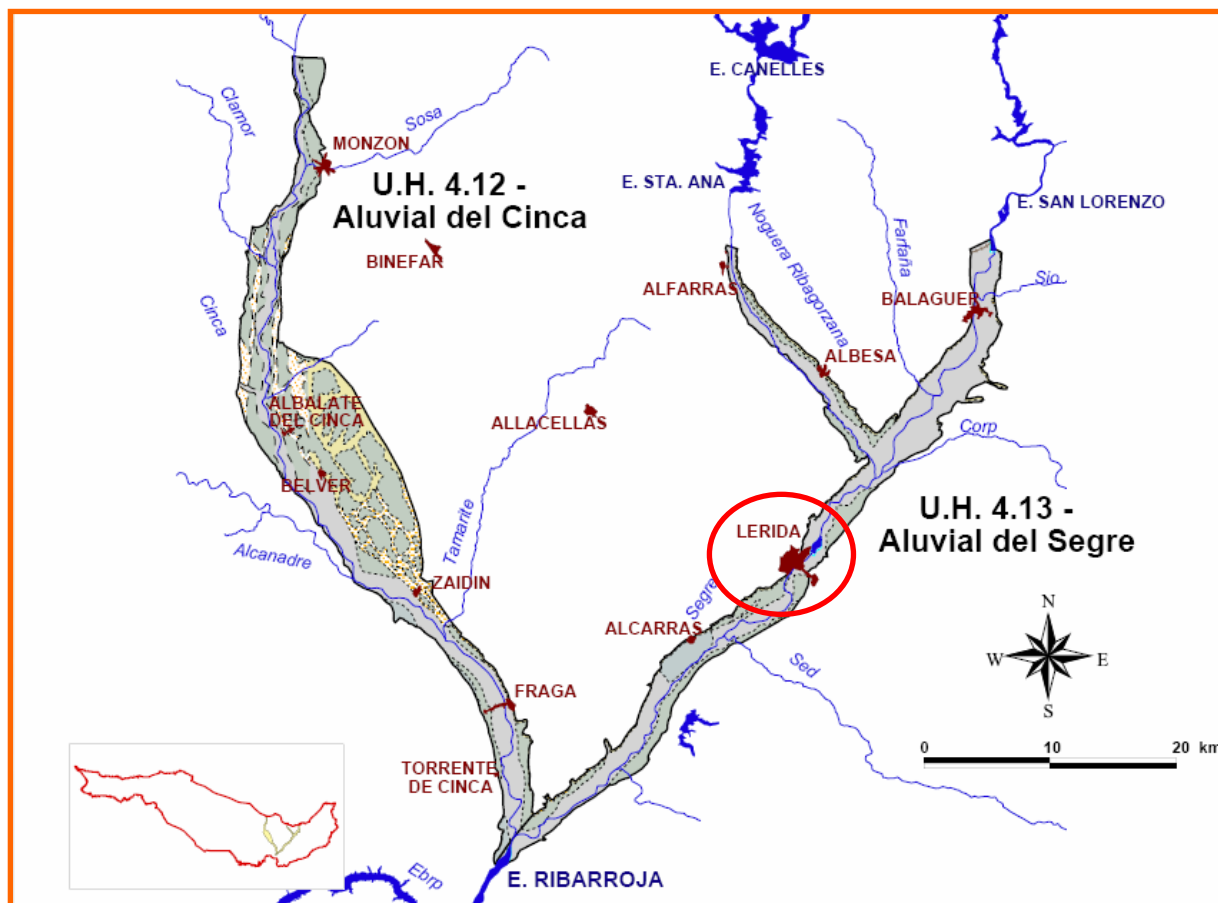 E. CANELLES
Clamor
Sosa
MONZON
U.H. 4.12 -
Aluvial del Cinca
E. STA. ANA
E. SAN LORENZO
Noguera Ribagorzana
Farfaña
BINEFAR
ALFARRAS
BALAGUER
Sio
Cinca
ALBESA
ALBALATE
DEL CINCA
ALLACELLAS
Corp
BELVER
U.H. 4.13 -
Aluvial del Segre
LERIDA
Tamarite
Alcanadre
ZAIDIN
Segre
ALCARRAS
Sed
N
W
E
S
FRAGA
0 10 20 km
TORRENTE
DE CINCA
E. RIBARROJA
Ebrp